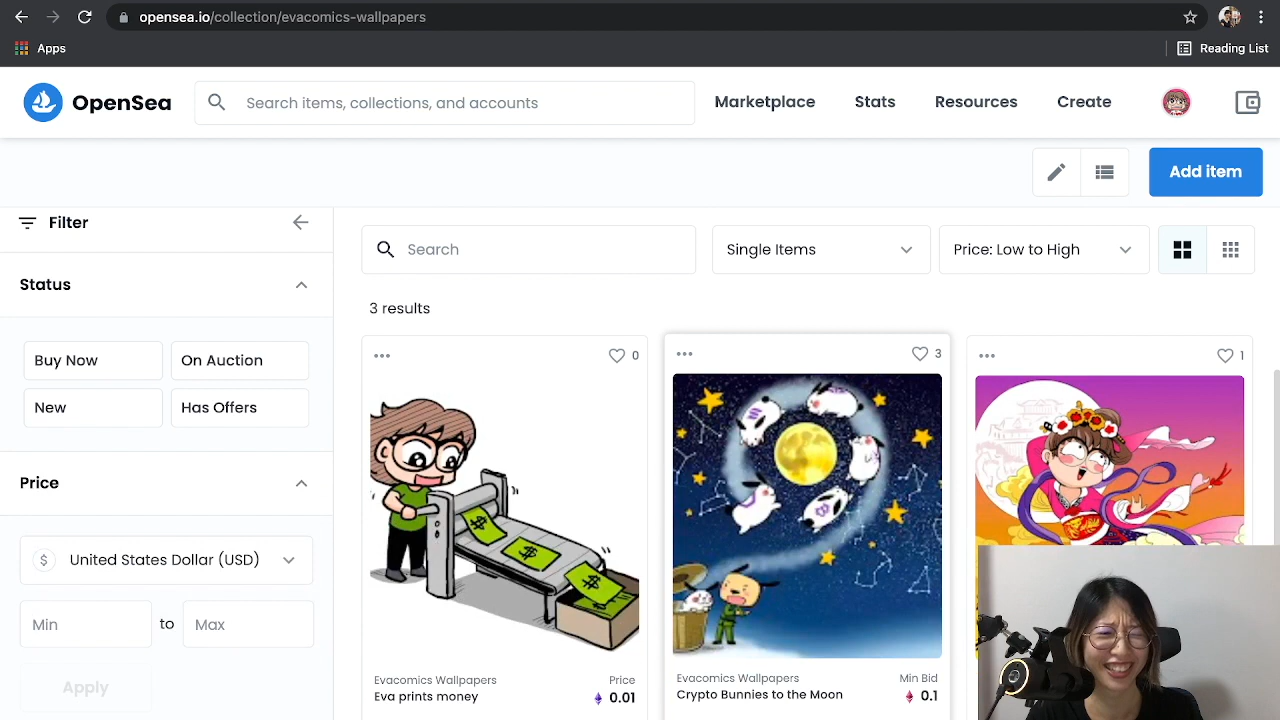 opensea.io/collection/evacomics-wallpapers
Apps
Reading List
OpenSea
Search items, collections, and accounts
Marketplace
Stats
Resources
Create
Add item
Filter
Search
Single Items
Price: Low to High
Status
3 results
Buy Now
On Auction
New
Has Offers
Price
$ United States Dollar (USD)
Min
to
Max
Apply
0
3
1
Evacomics Wallpapers
Price
Eva prints money
0.01
Evacomics Wallpapers
Min Bid
Crypto Bunnies to the Moon
0.1